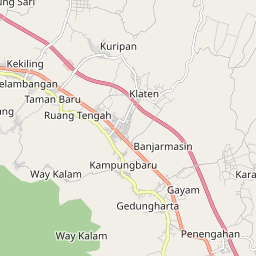 ng Sari
Kuripan
Kekiling
elambangan
Klaten
Taman Baru
Ruang Tengah
ng
Banjarmasin
Kampungbaru
Way Kalam
Kara
Gayam
Gedungharta
Way Kalam
Penengahan